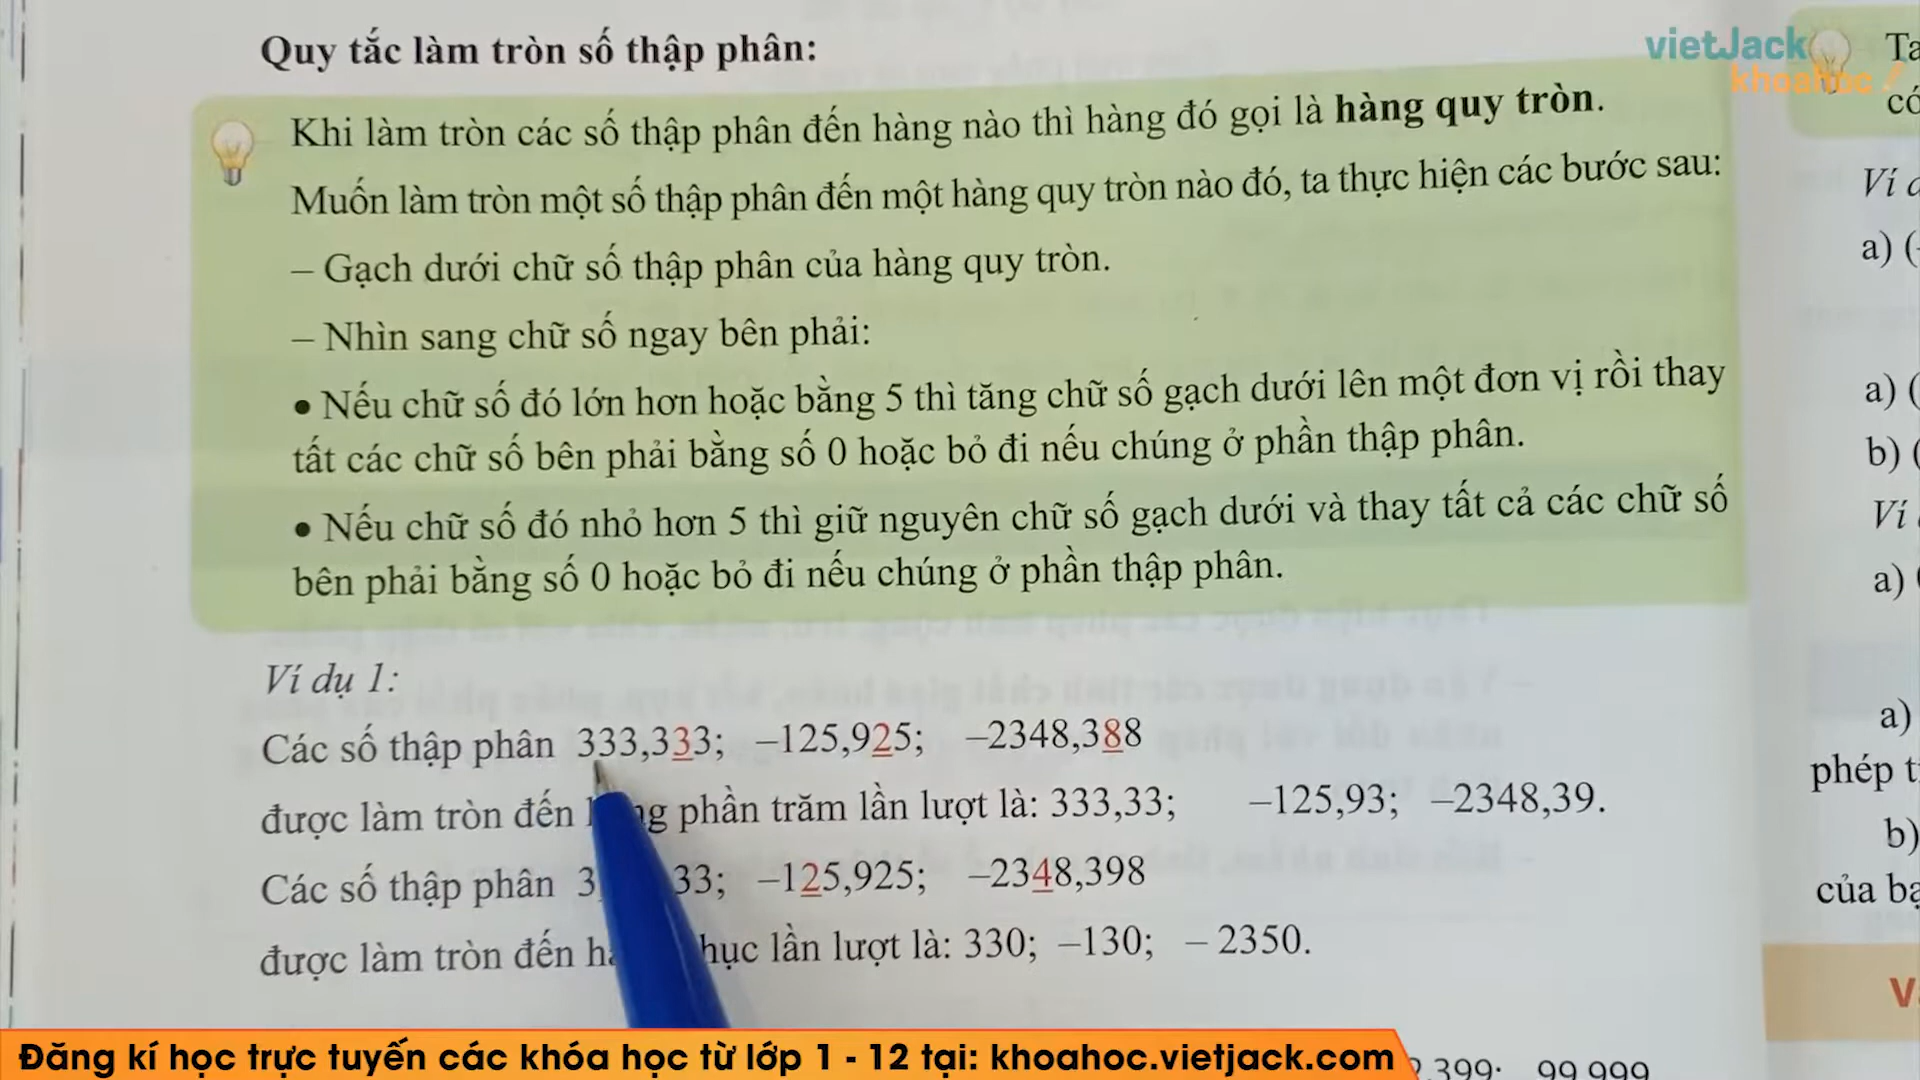 Quy tắc làm tròn số thập phân:
Khi làm tròn các số thập phân đến hàng nào thì hàng đó gọi là hàng quy tròn.
Muốn làm tròn một số thập phân đến một hàng quy tròn nào đó, ta thực hiện các bước sau:
– Gạch dưới chữ số thập phân của hàng quy tròn.
– Nhìn sang chữ số ngay bên phải:
• Nếu chữ số đó lớn hơn hoặc bằng 5 thì tăng chữ số gạch dưới lên một đơn vị rồi thay
tất các chữ số bên phải bằng số 0 hoặc bỏ đi nếu chúng ở phần thập phân.
• Nếu chữ số đó nhỏ hơn 5 thì giữ nguyên chữ số gạch dưới và thay tất cả các chữ số
bên phải bằng số 0 hoặc bỏ đi nếu chúng ở phần thập phân.
Ví dụ 1:
Các số thập phân 333,333; –125,925; –2348,388
được làm tròn đến phần trăm lần lượt là: 333,33; –125,93; –2348,39.
Các số thập phân 3 33; –125,925; –2348,398
được làm tròn đến lần lượt là: 330; –130; – 2350.
vietJack
khoahoc
có
Ví
a) (
a) (
b) (
Ví
a)
a)
phép
b)
của
399; 99 999
Đăng kí học trực tuyến các khóa học từ lớp 1 - 12 tại: khoahoc.vietjack.com